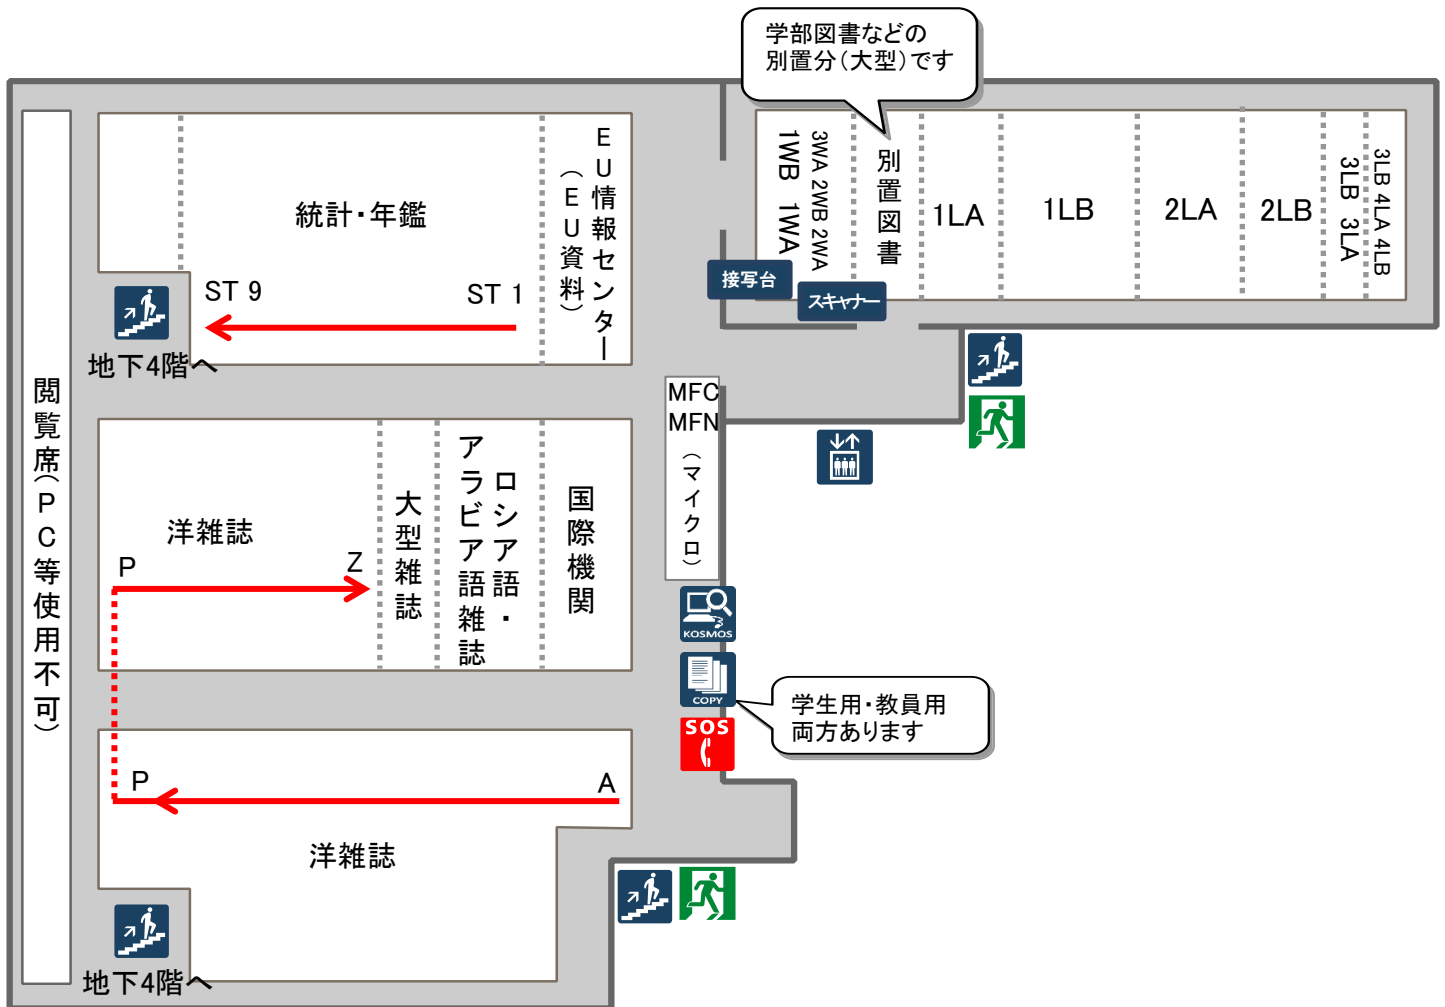 学部図書などの
別置分(大型)です
統計・年鑑
ST 9
ST 1
EU情報センター
(EU資料)
地下4階へ
1WB 1WA
3WA 2WB 2WA
別置図書
1LA
1LB
2LA
2LB
3LB 3LA
3LB 4LA 4LB
接写台
スキャナー
閲覧席(PC等使用不可)
洋雑誌
P
Z
大型雑誌
ロシア語・
アラビア語雑誌
国際機関
MFC
MFN
(マイクロ)
KOSMOS
COPY
学生用・教員用
両方あります
SOS
P
A
洋雑誌
地下4階へ